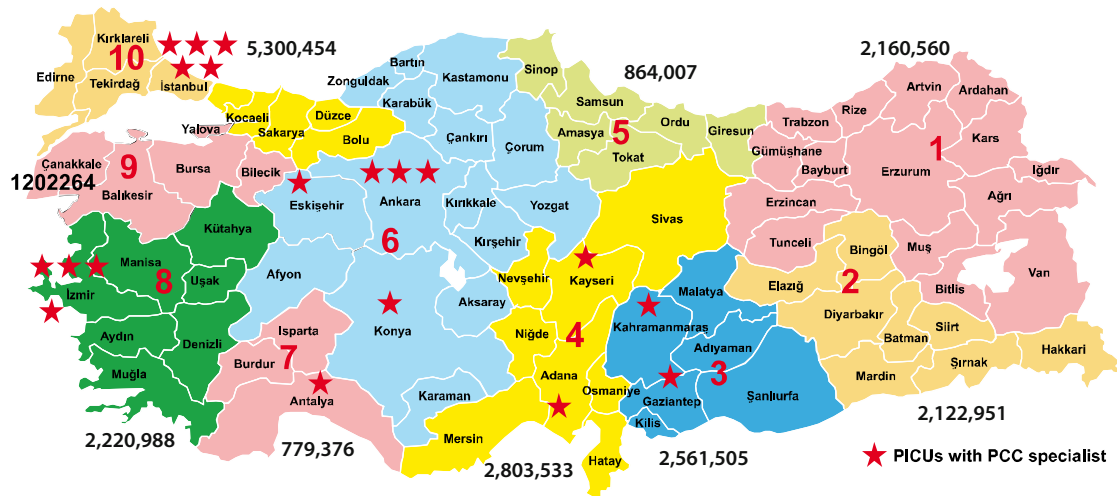 Kırklareli
10
Edirne
Tekirdağ
İstanbul
5,300,454
Kocaeli
Sakarya
Düzce
Bolu
Yalova
Zonguldak
Bartın
Karabük
Kastamonu
Çankırı
Çorum
Sinop
Samsun
Amasya
5
Ordu
Giresun
Tokat
864,007
2,160,560
Artvin
Ardahan
Rize
Trabzon
Gümüşhane
Bayburt
1
Kars
Erzurum
Iğdır
Ağrı
Erzincan
Tunceli
Muş
Bitlis
Van
Çanakkale
9
1202264
Balıkesir
Bursa
Bilecik
Eskişehir
Ankara
Kırıkkale
Yozgat
6
Kırşehir
Sivas
Kütahya
Manisa
8
Uşak
İzmir
Aydın
Denizli
Muğla
Afyon
Konya
Aksaray
Karaman
Nevşehir
Kayseri
Niğde
4
Adana
Osmaniye
Mersin
Hatay
Isparta
7
Burdur
Antalya
Malatya
Kahramanmaraş
Adıyaman
3
Gaziantep
Şanlıurfa
Kilis
Bingöl
2
Elazığ
Diyarbakır
Batman
Siirt
Mardin
Şırnak
Hakkari
2,122,951
2,220,988
779,376
2,803,533
2,561,505
PICUs with PCC specialist